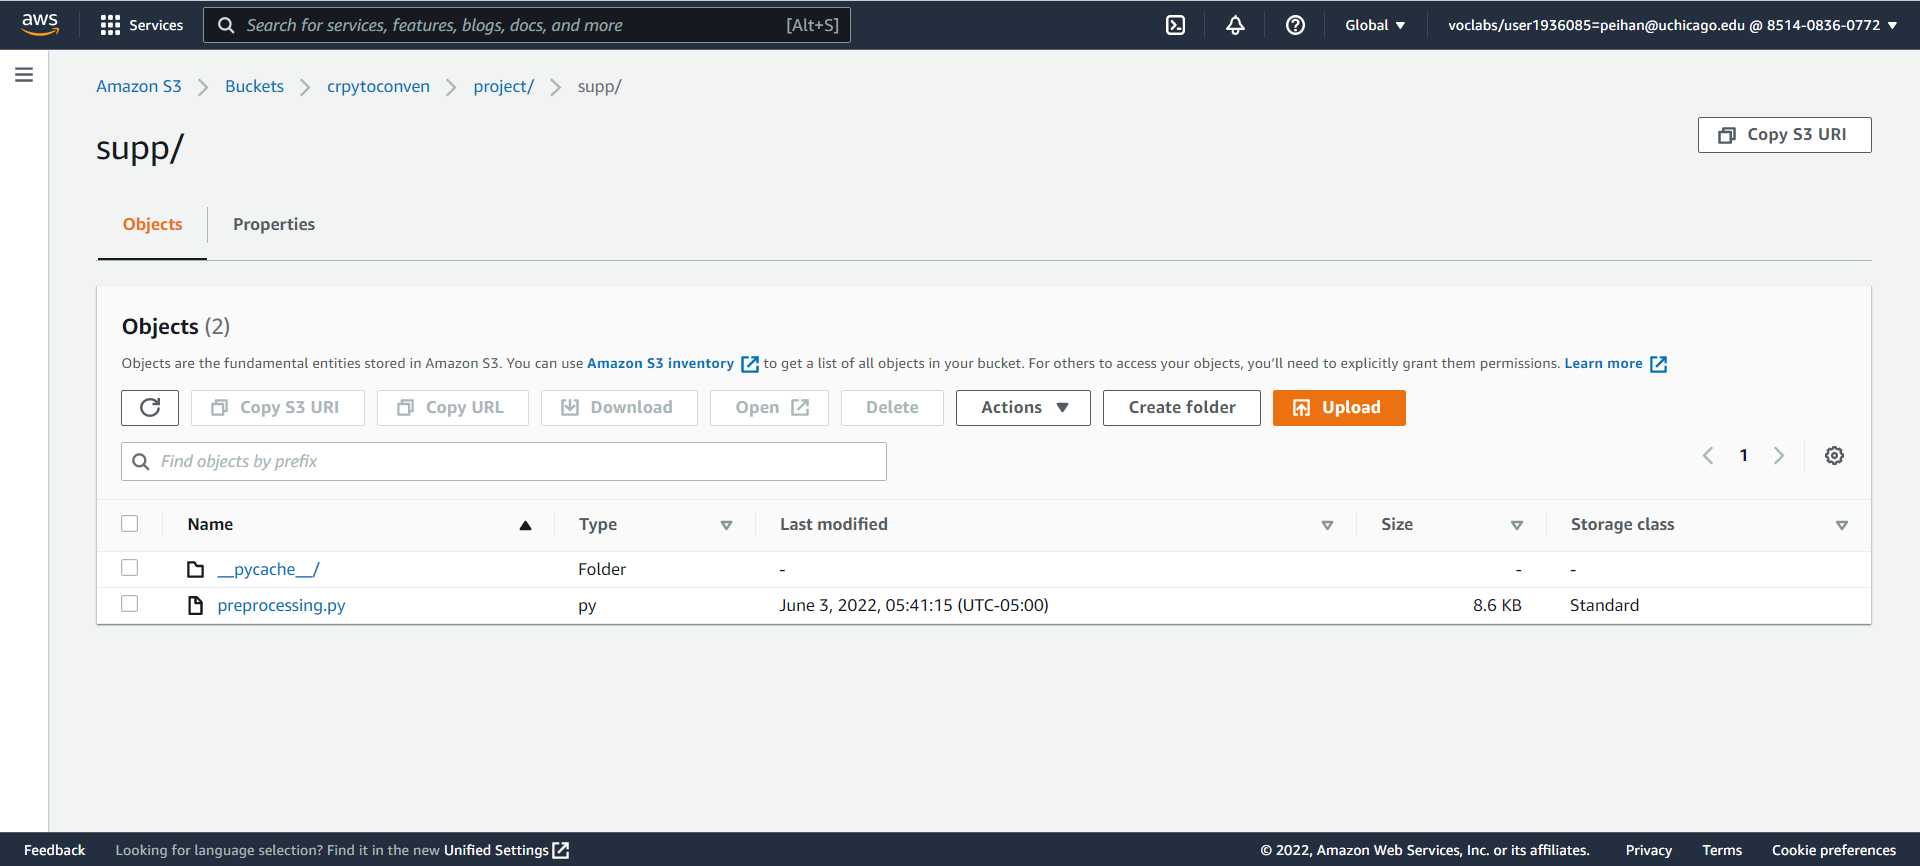 aws Services Search for services, features, blogs, docs, and more [Alt+S] Global voclabs/user1936085=peihan@uchicago.edu @ 8514-0836-0772
Amazon S3 Buckets crpytoconven project/ supp/
supp/
Copy S3 URI
Objects Properties
Objects (2)
Objects are the fundamental entities stored in Amazon S3. You can use Amazon S3 inventory to get a list of all objects in your bucket. For others to access your objects, you’ll need to explicitly grant them permissions. Learn more
Copy S3 URI Copy URL Download Open Delete Actions Create folder Upload
Find objects by prefix 1
Name Type Last modified Size Storage class
__pycache__/ Folder - - -
preprocessing.py py June 3, 2022, 05:41:15 (UTC-05:00) 8.6 KB Standard
Feedback Looking for language selection? Find it in the new Unified Settings © 2022, Amazon Web Services, Inc. or its affiliates. Privacy Terms Cookie preferences